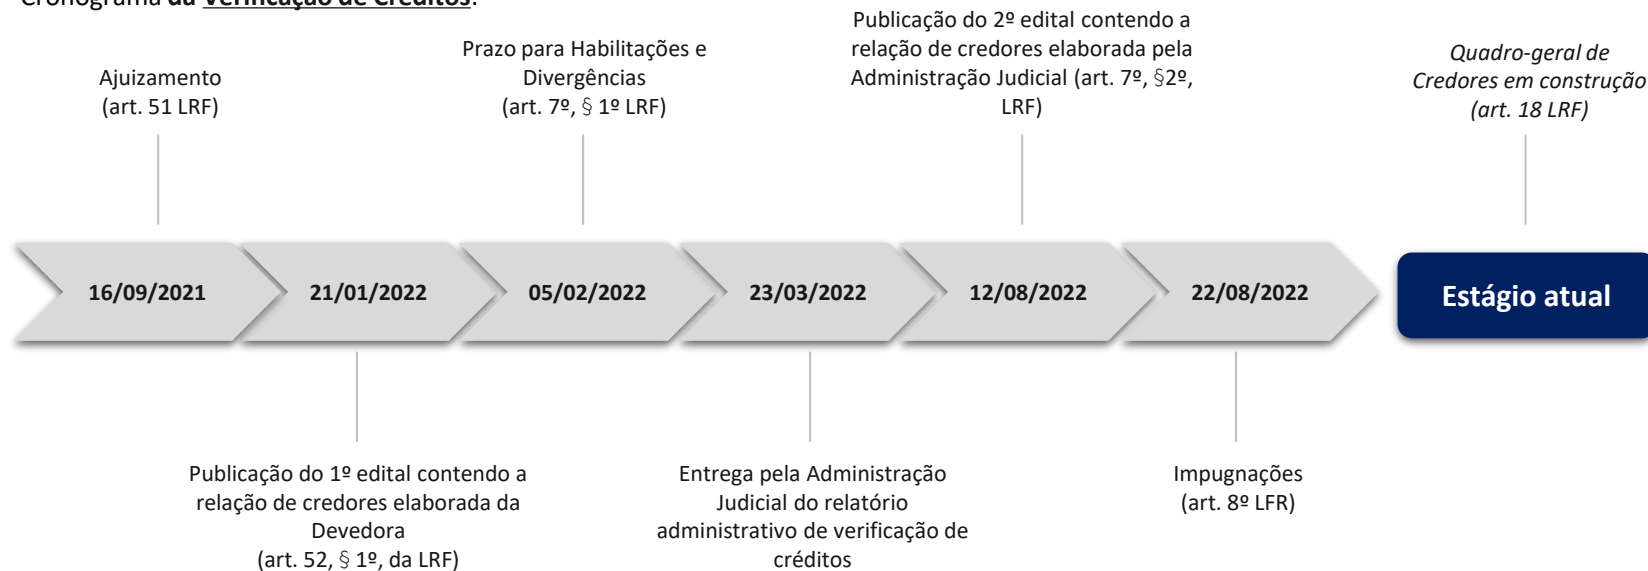 Cronograma da Verificação de Créditos:
Ajuizamento
(art. 51 LRF)
Prazo para Habilitações e
Divergências
(art. 7º, § 1º LRF)
Publicação do 2º edital contendo a
relação de credores elaborada pela
Administração Judicial (art. 7º, §2º,
LRF)
Quadro-geral de
Credores em construção
(art. 18 LRF)
16/09/2021
21/01/2022
05/02/2022
23/03/2022
12/08/2022
22/08/2022
Estágio atual
Publicação do 1º edital contendo a
relação de credores elaborada da
Devedora
(art. 52, § 1º, da LRF)
Entrega pela Administração
Judicial do relatório
administrativo de verificação de
créditos
Impugnações
(art. 8º LFR)